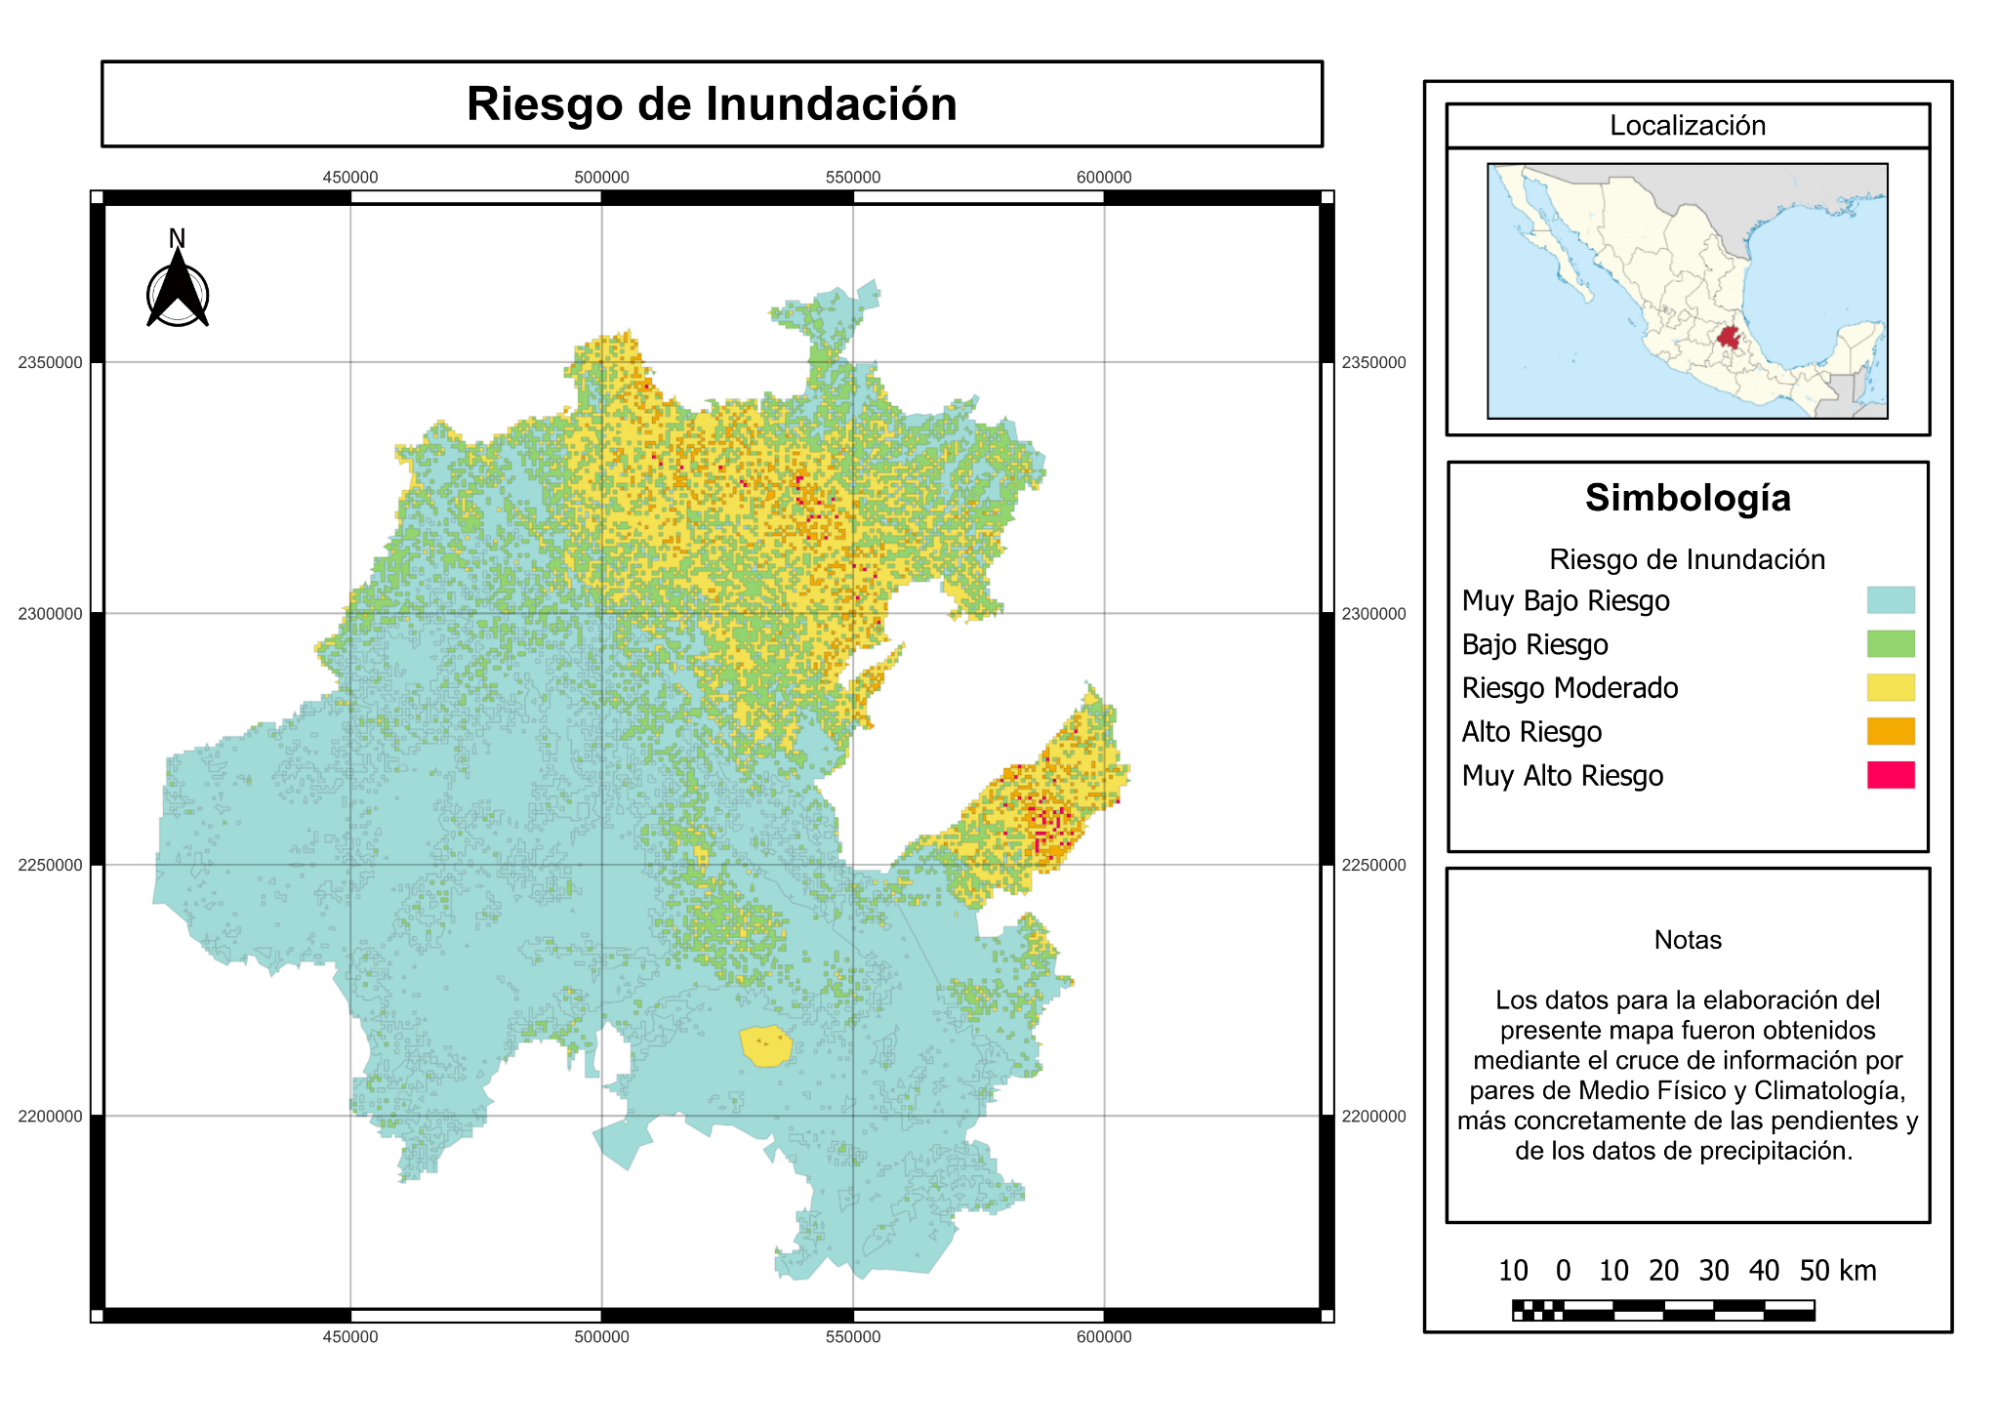 Riesgo de Inundación
450000 500000 550000 600000
N
2350000 2350000
2300000 2300000
2250000 2250000
2200000 2200000
450000 500000 550000 600000
Localización
Simbología
Riesgo de Inundación
Muy Bajo Riesgo
Bajo Riesgo
Riesgo Moderado
Alto Riesgo
Muy Alto Riesgo
Notas
Los datos para la elaboración del
presente mapa fueron obtenidos
mediante el cruce de información por
pares de Medio Físico y Climatología,
más concretamente de las pendientes y
de los datos de precipitación.
10 0 10 20 30 40 50 km